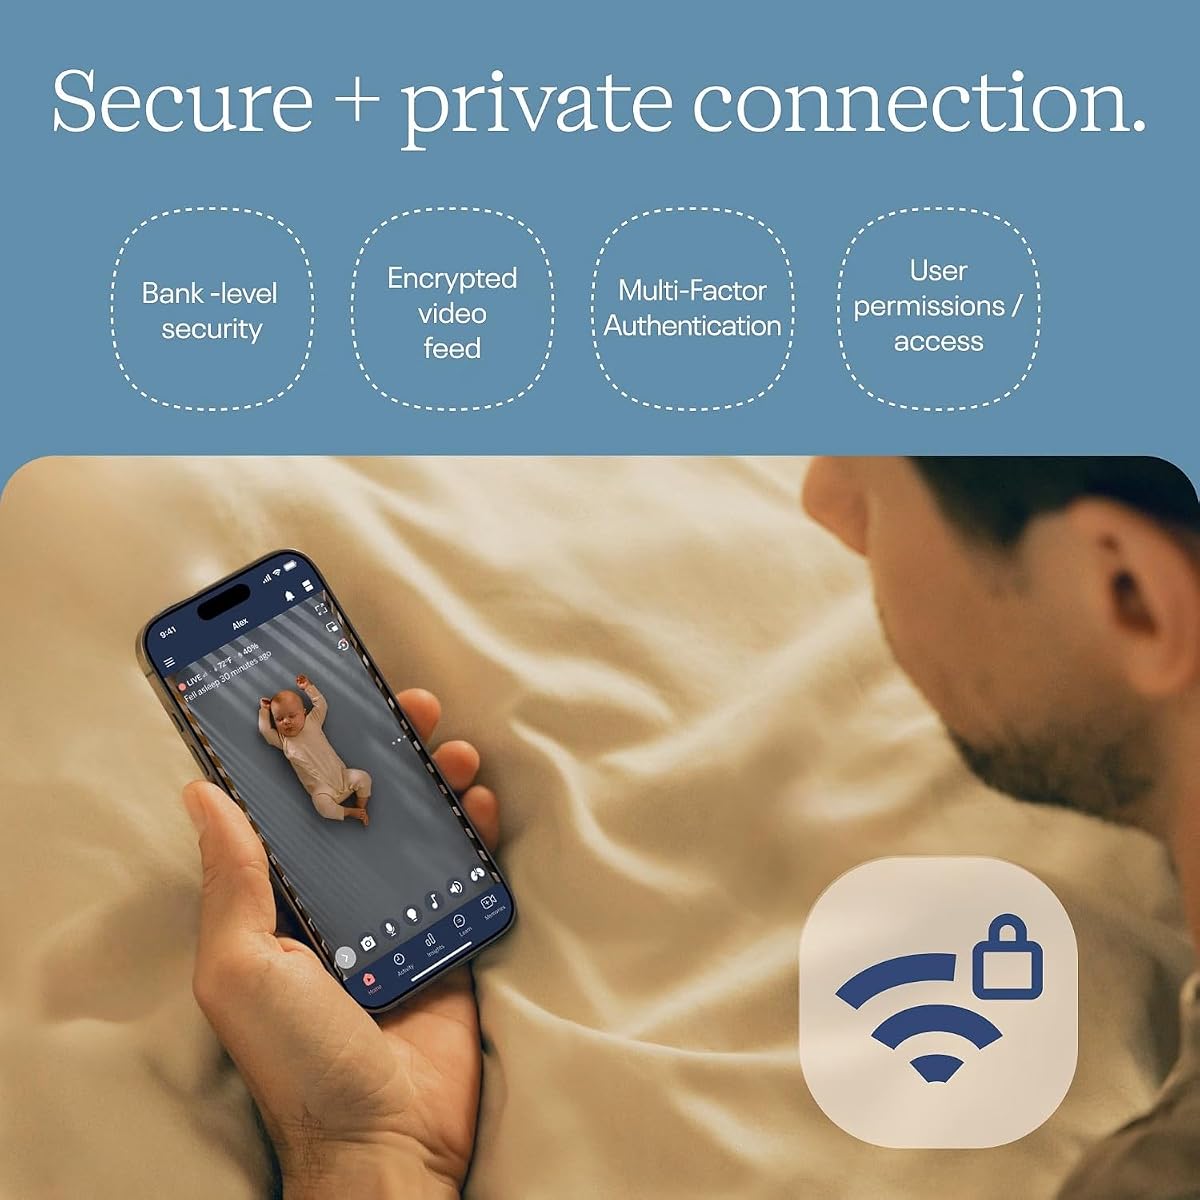 Secure + private connection.
Bank -level
security
Encrypted
video
feed
Multi-Factor
Authentication
User
permissions /
access
9:41
Alex
LIVE 72°F 40%
Fell asleep 30 minutes ago
Home
Activity
Insights
Learn
Memories